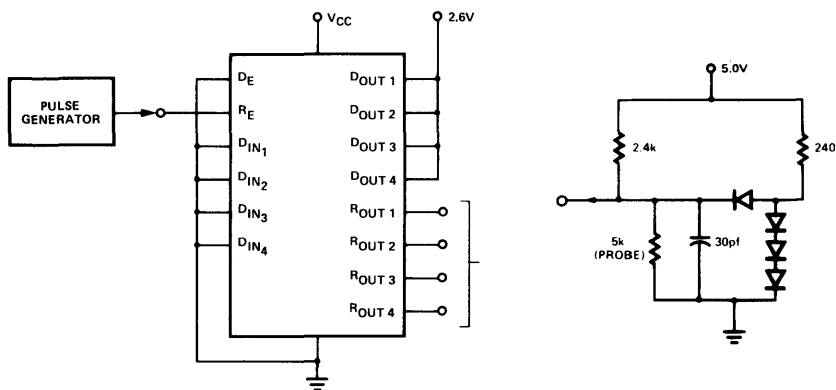 VCC
2.6V
PULSE
GENERATOR
DE
RE
DIN1
DIN2
DIN3
DIN4
DOUT 1
DOUT 2
DOUT 3
DOUT 4
ROUT 1
ROUT 2
ROUT 3
ROUT 4
5.0V
2.4k
240
5k
(PROBE)
30pf